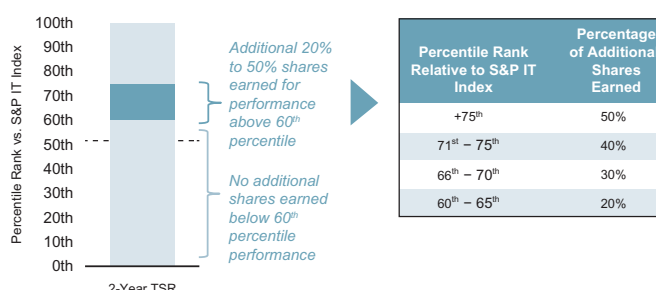 Percentile Rank vs. S&P IT Index
100th
90th
80th
70th
60th
50th
40th
30th
20th
10th
0th
2-Year TSR
Additional 20%
to 50% shares
earned for
performance
above 60th
percentile
No additional
shares earned
below 60th
percentile
performance
Percentile Rank
Relative to S&P IT
Index
Percentage
of Additional
Shares
Earned
+75th 50%
71st – 75th 40%
66th – 70th 30%
60th – 65th 20%